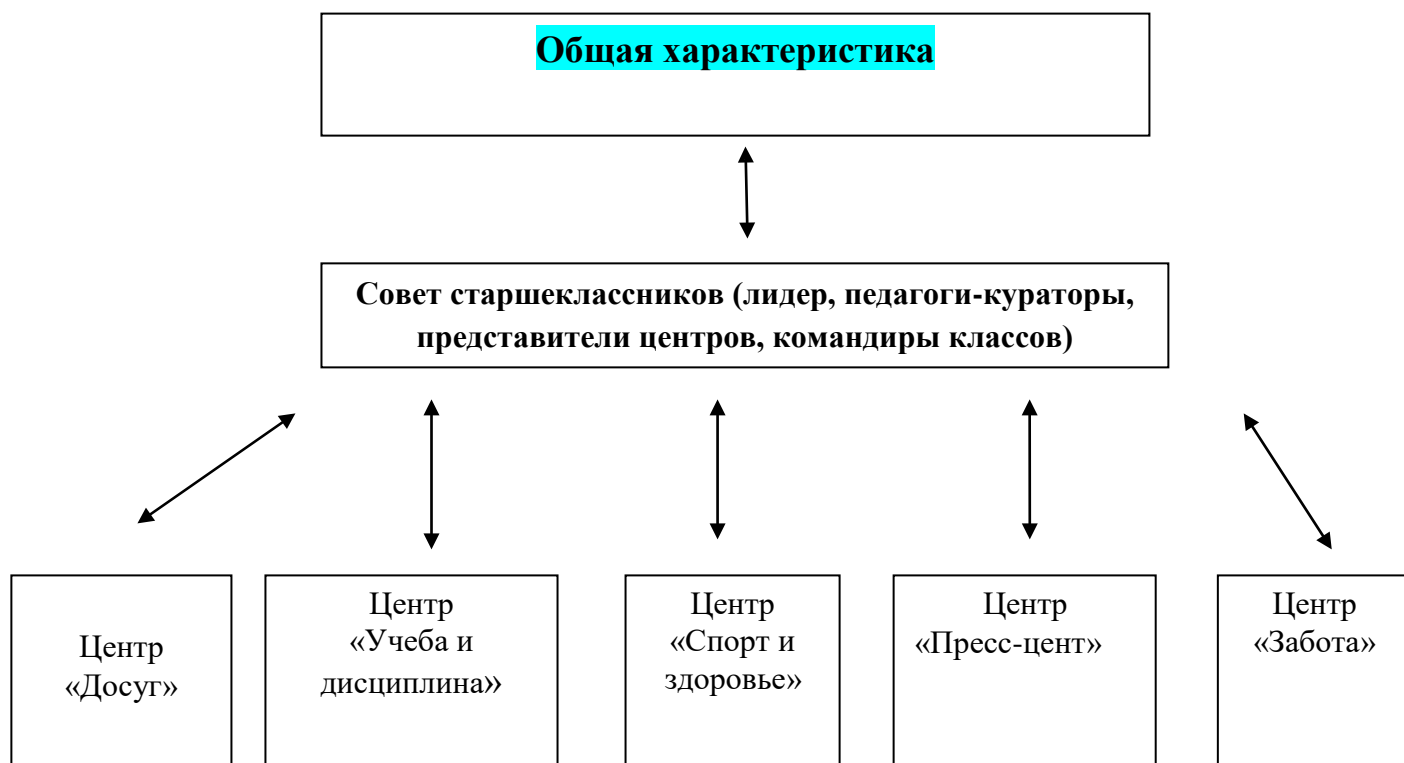 Общая характеристика
Совет старшеклассников (лидер, педагоги-кураторы,
представители центров, командиры классов)
Центр
«Досуг»
Центр
«Учеба и
дисциплина»
Центр
«Спорт и
здоровье»
Центр
«Пресс-цент»
Центр
«Забота»